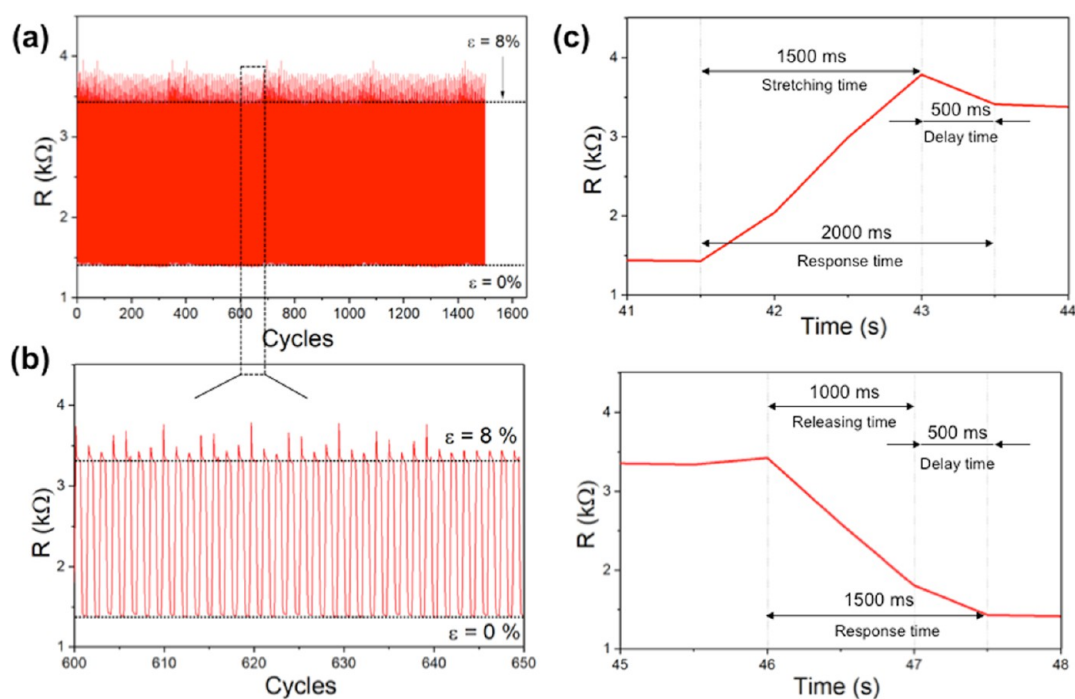 (a)
R (kΩ)
4
3
2
1
ε = 8%
ε = 0%
0 200 400 600 800 1000 1200 1400 1600
Cycles
(b)
R (kΩ)
4
3
2
1
ε = 8 %
ε = 0 %
600 610 620 630 640 650
Cycles
(c)
R (kΩ)
4
3
2
1
1500 ms
Stretching time
500 ms
Delay time
2000 ms
Response time
41 42 43 44
Time (s)
R (kΩ)
4
3
2
1
1000 ms
Releasing time
500 ms
Delay time
1500 ms
Response time
45 46 47 48
Time (s)